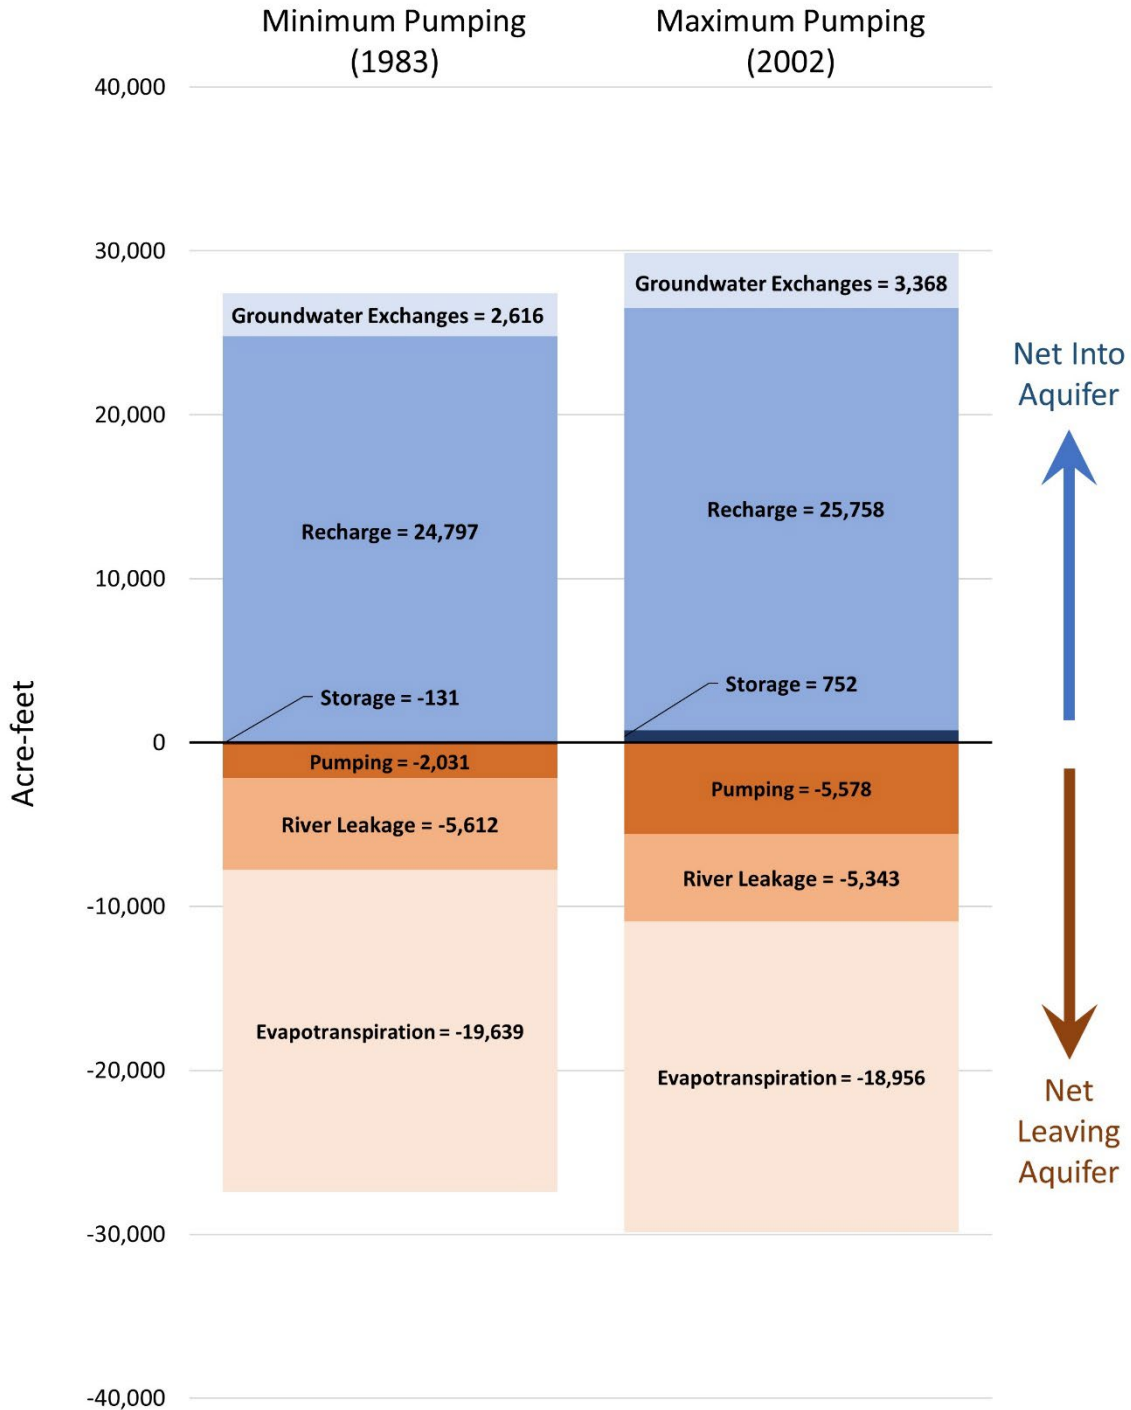 Minimum Pumping
(1983)
Maximum Pumping
(2002)
40,000
30,000
20,000
10,000
0
-10,000
-20,000
-30,000
-40,000
Acre-feet
Groundwater Exchanges = 2,616
Recharge = 24,797
Storage = -131
Pumping = -2,031
River Leakage = -5,612
Evapotranspiration = -19,639
Groundwater Exchanges = 3,368
Recharge = 25,758
Storage = 752
Pumping = -5,578
River Leakage = -5,343
Evapotranspiration = -18,956
Net Into
Aquifer
Net
Leaving
Aquifer